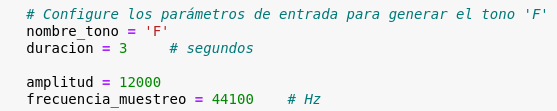 # Configure los parámetros de entrada para generar el tono 'F'
nombre_tono = 'F'
duracion = 3     # segundos
amplitud = 12000
frecuencia_muestreo = 44100    # Hz